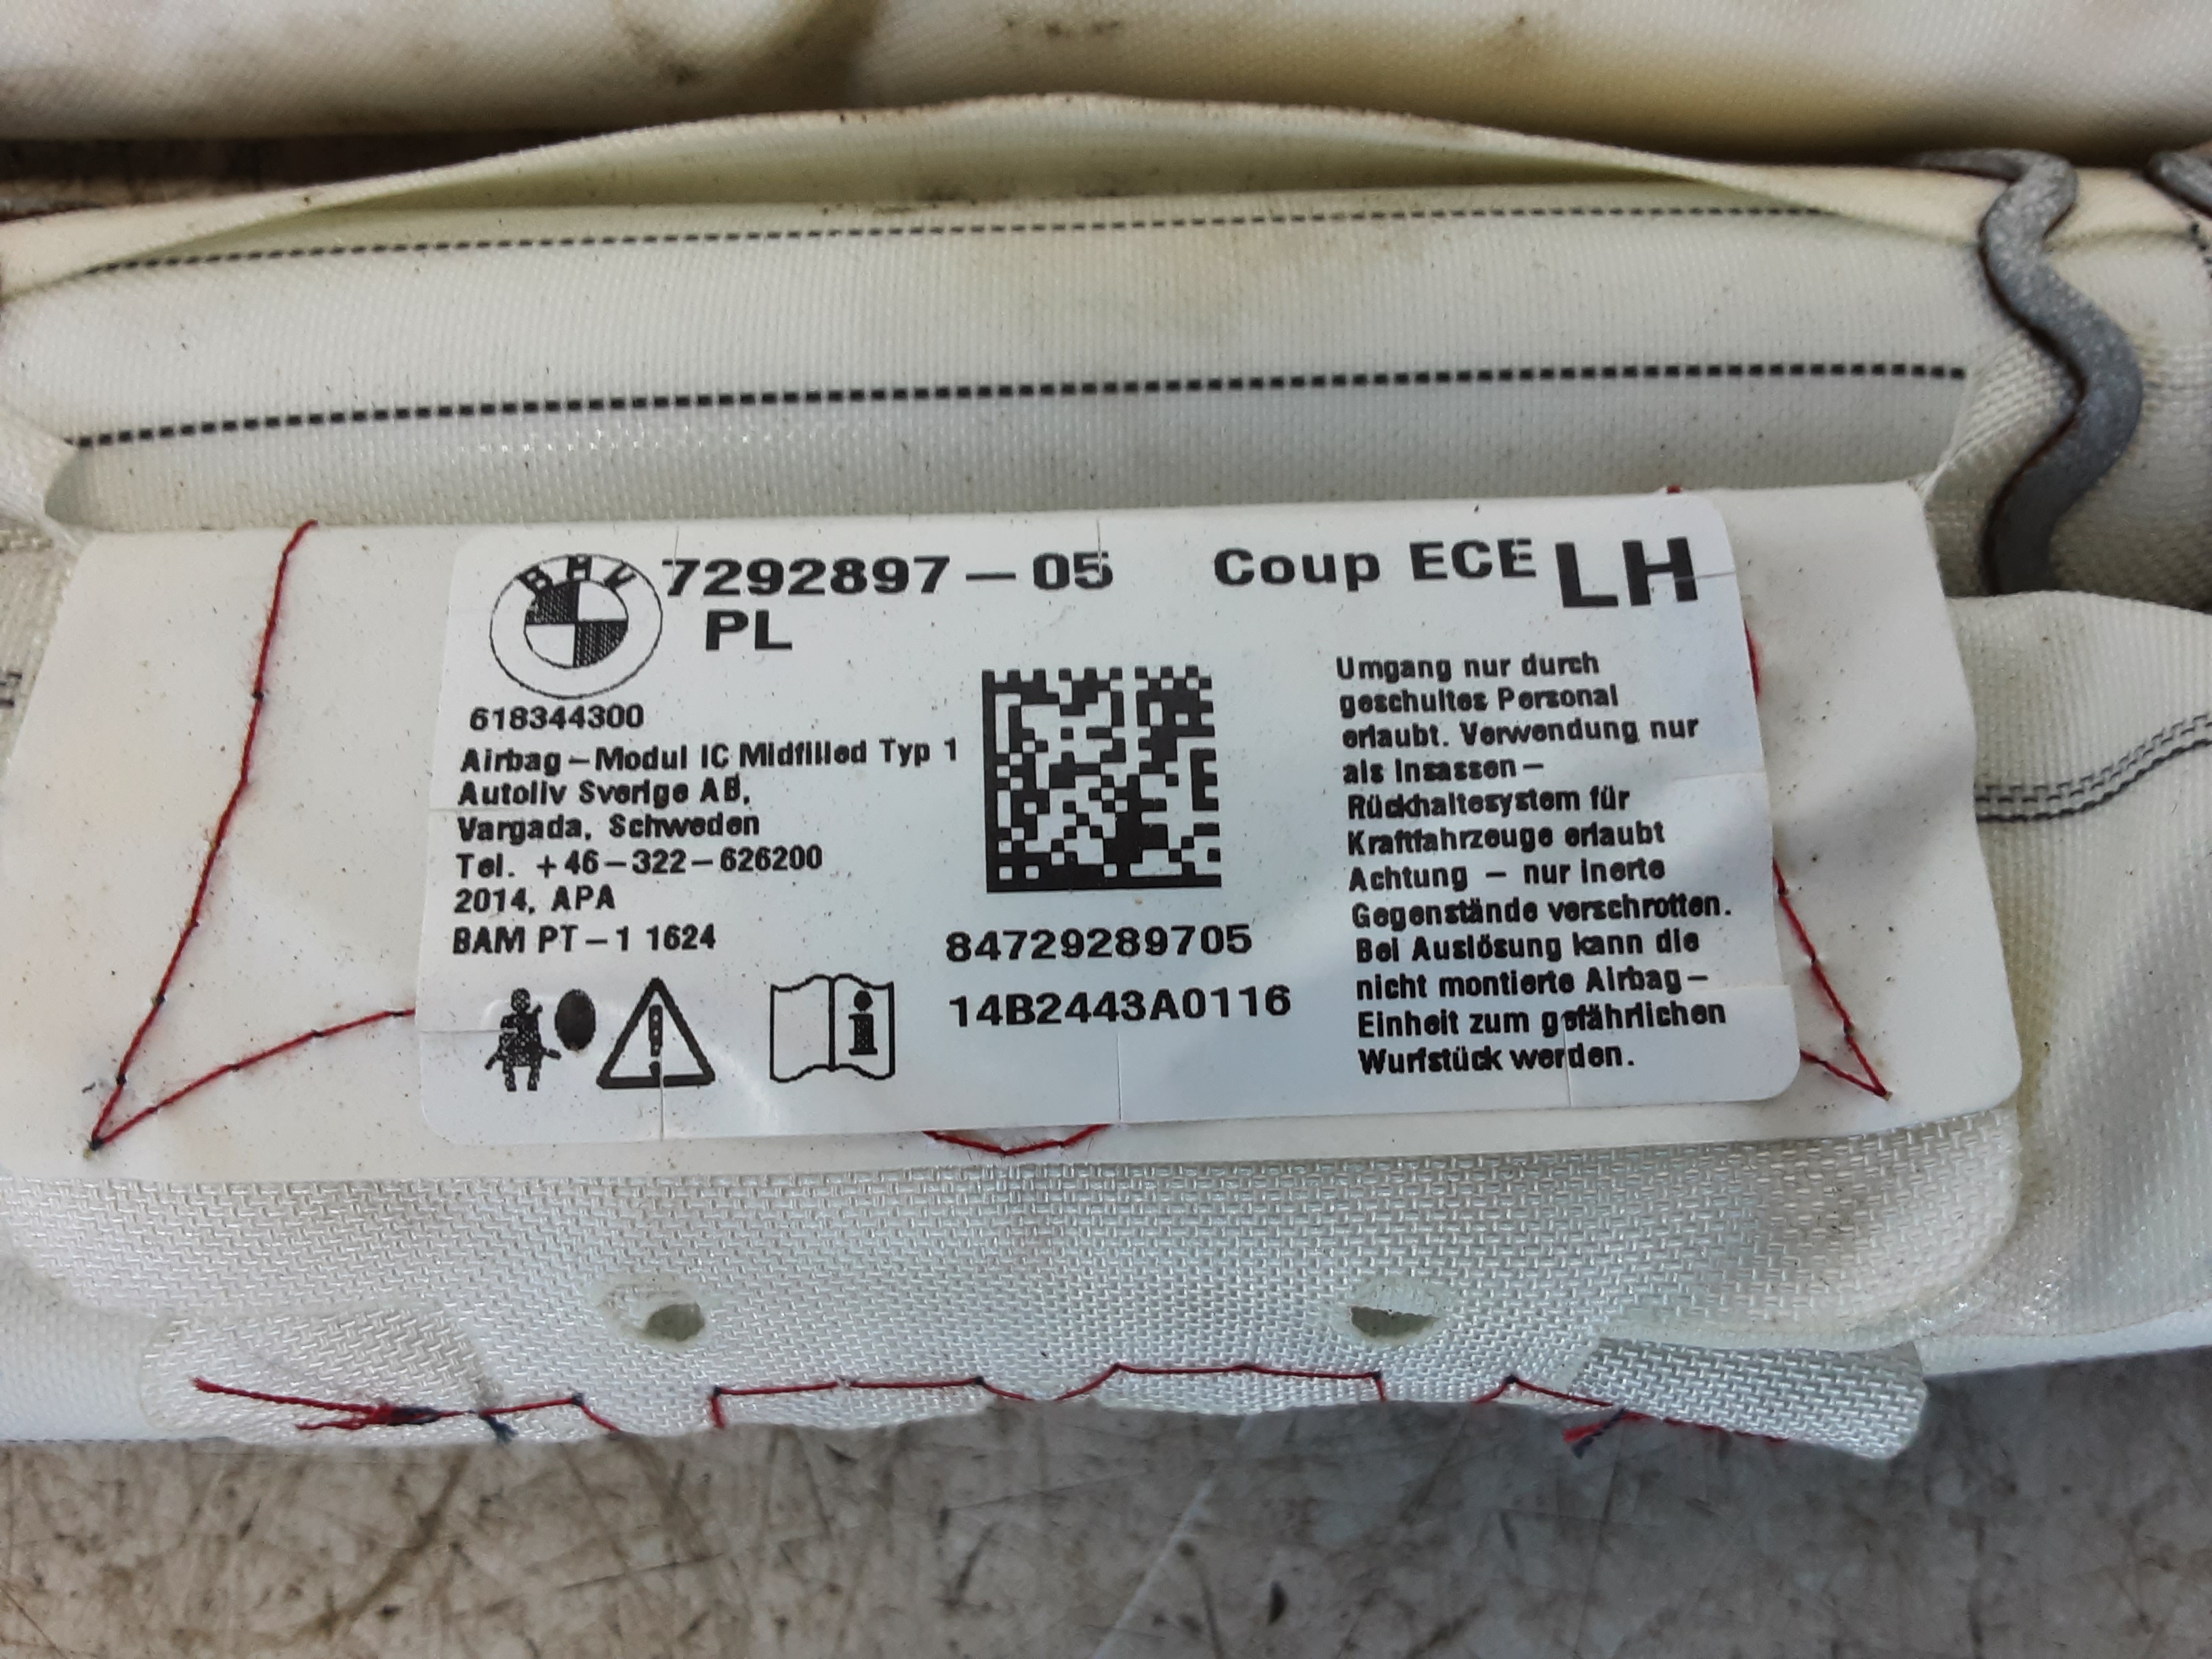 BMW
7292897-05 Coup ECE LH
PL
618344300
Airbag-Modul IC Midfilled Typ 1
Autoliv Sverige AB,
Vargada, Schweden
Tel. +46-322-626200
2014, APA
BAM PT-1 1624
84729289705
14B2443A0116
Umgang nur durch
geschultes Personal
erlaubt. Verwendung nur
als Insassen-
Rückhaltesystem für
Kraftfahrzeuge erlaubt
Achtung - nur inerte
Gegenstände verschrotten.
Bei Auslösung kann die
nicht montierte Airbag-
Einheit zum gefährlichen
Wurfstück werden.